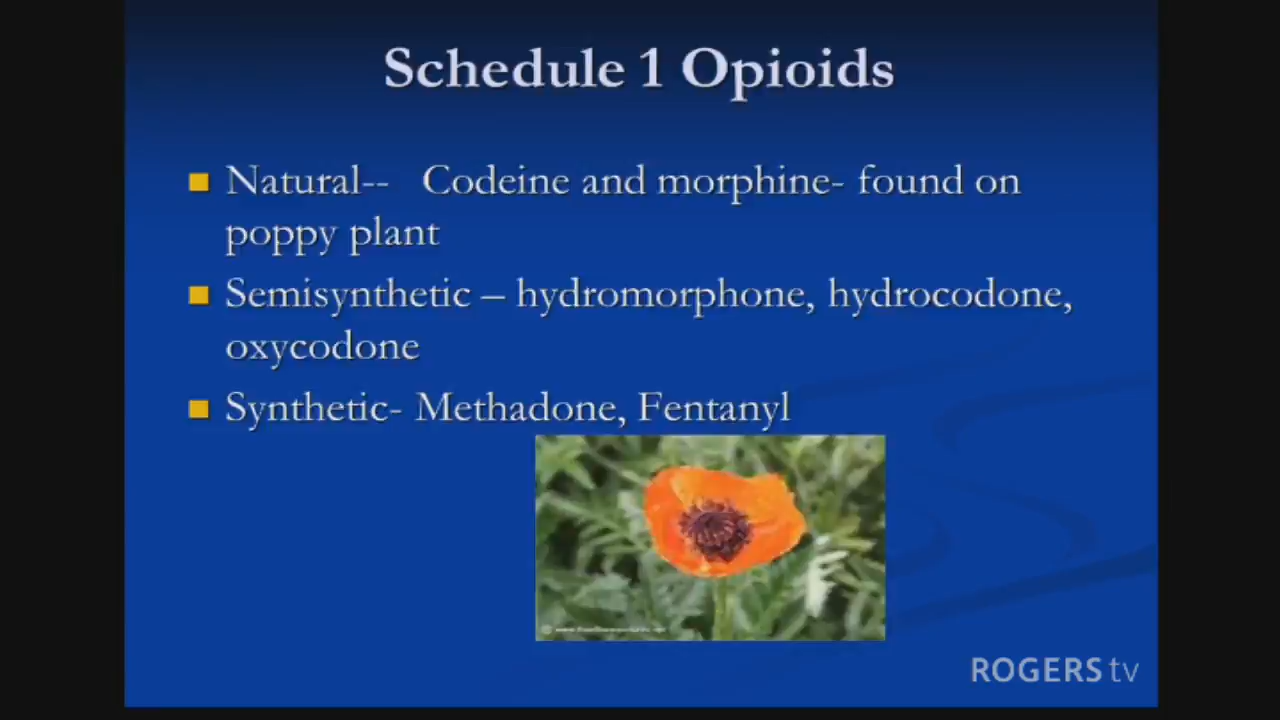 Schedule 1 Opioids
Natural-- Codeine and morphine- found on
poppy plant
Semisynthetic – hydromorphone, hydrocodone,
oxycodone
Synthetic- Methadone, Fentanyl
ROGERS tv